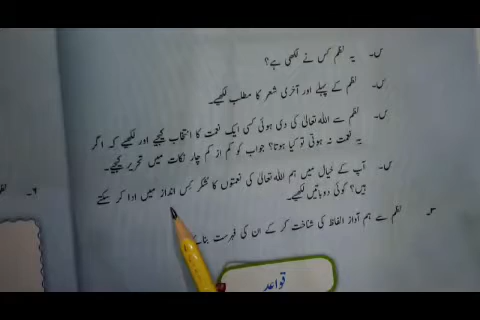 س۔ یہ نظم کس نے لکھی ہے؟
س۔ نظم کے پہلے اور آخری شعر کا مطلب لکھیے۔
س۔ نظم سے اللہ تعالیٰ کی دی ہوئی کسی ایک نعمت کا انتخاب کیجیے اور لکھیے کہ اگر
یہ نعمت نہ ہوتی تو کیا ہوتا؟ جواب کو کم از کم چار نکات میں تحریر کیجیے۔
س۔ آپ کے خیال میں ہم اللہ تعالیٰ کی نعمتوں کا شکر کس انداز میں ادا کر سکتے
ہیں؟ کوئی دو باتیں لکھیے۔
۳۔ نظم سے ہم آواز الفاظ کی شناخت کر کے ان کی فہرست
قواعد